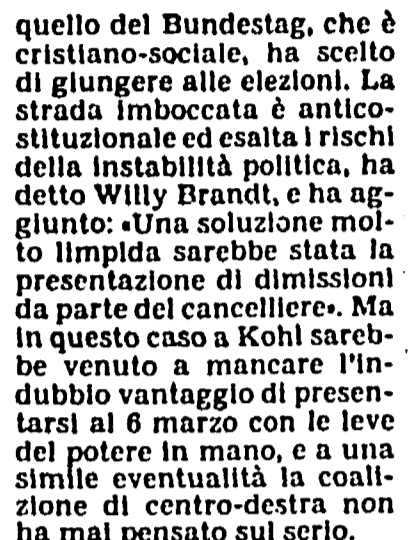 quello del Bundestag, che è
cristiano-sociale, ha scelto
di giungere alle elezioni. La
strada imboccata è antico-
stituzionale ed esalta i rischi
della instabilità politica, ha
detto Willy Brandt, e ha ag-
giunto: «Una soluzione mol-
to limpida sarebbe stata la
presentazione di dimissioni
da parte del cancelliere». Ma
in questo caso a Kohl sareb-
be venuto a mancare l'in-
dubbio vantaggio di presen-
tarsi al 6 marzo con le leve
del potere in mano, e a una
simile eventualità la coali-
zione di centro-destra non
ha mai pensato sul serio.